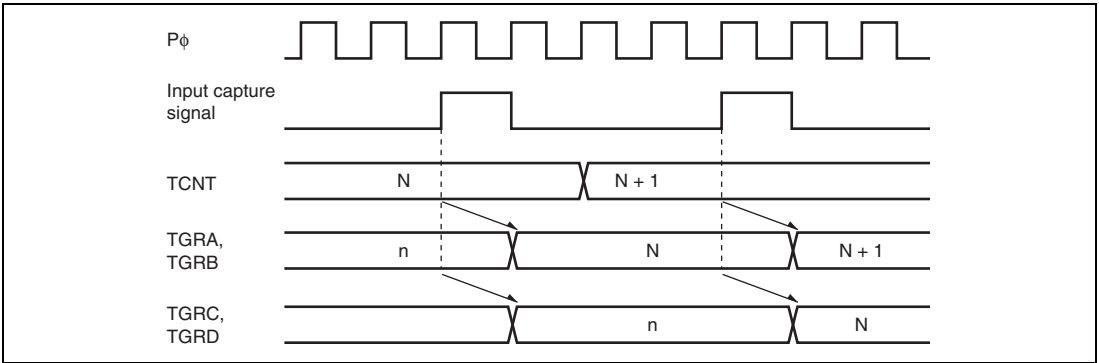 Pϕ
Input capture
signal
TCNT
N
N + 1
TGRA,
TGRB
n
N
N + 1
TGRC,
TGRD
n
N